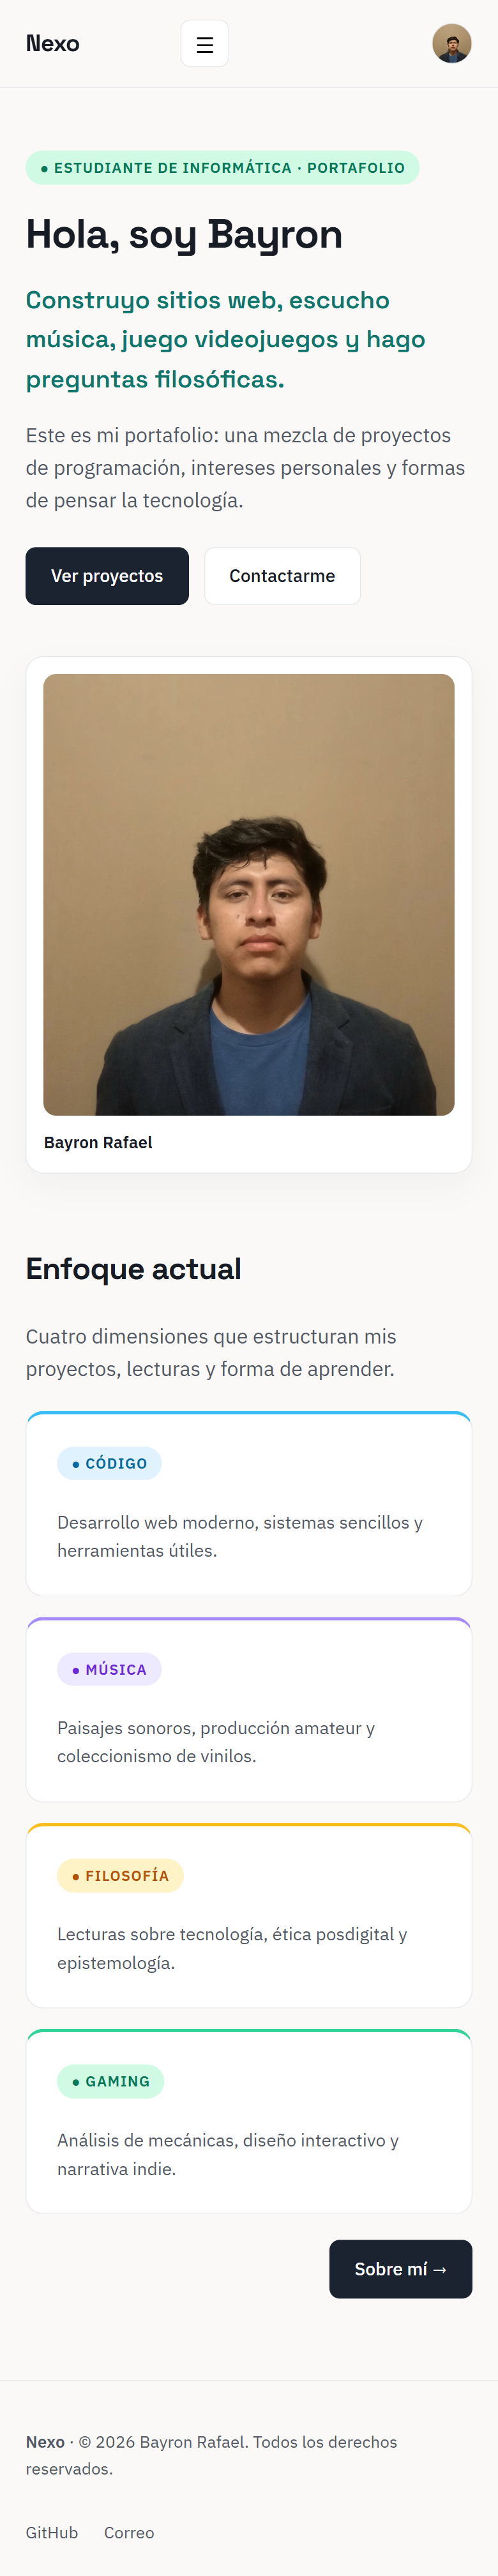 Nexo
☰
● ESTUDIANTE DE INFORMÁTICA · PORTAFOLIO
Hola, soy Bayron
Construyo sitios web, escucho
música, juego videojuegos y hago
preguntas filosóficas.
Este es mi portafolio: una mezcla de proyectos
de programación, intereses personales y formas
de pensar la tecnología.
Ver proyectos
Contactarme
Bayron Rafael
Enfoque actual
Cuatro dimensiones que estructuran mis
proyectos, lecturas y forma de aprender.
● CÓDIGO
Desarrollo web moderno, sistemas sencillos y
herramientas útiles.
● MÚSICA
Paisajes sonoros, producción amateur y
coleccionismo de vinilos.
● FILOSOFÍA
Lecturas sobre tecnología, ética posdigital y
epistemología.
● GAMING
Análisis de mecánicas, diseño interactivo y
narrativa indie.
Sobre mí →
Nexo · © 2026 Bayron Rafael. Todos los derechos
reservados.
GitHub
Correo